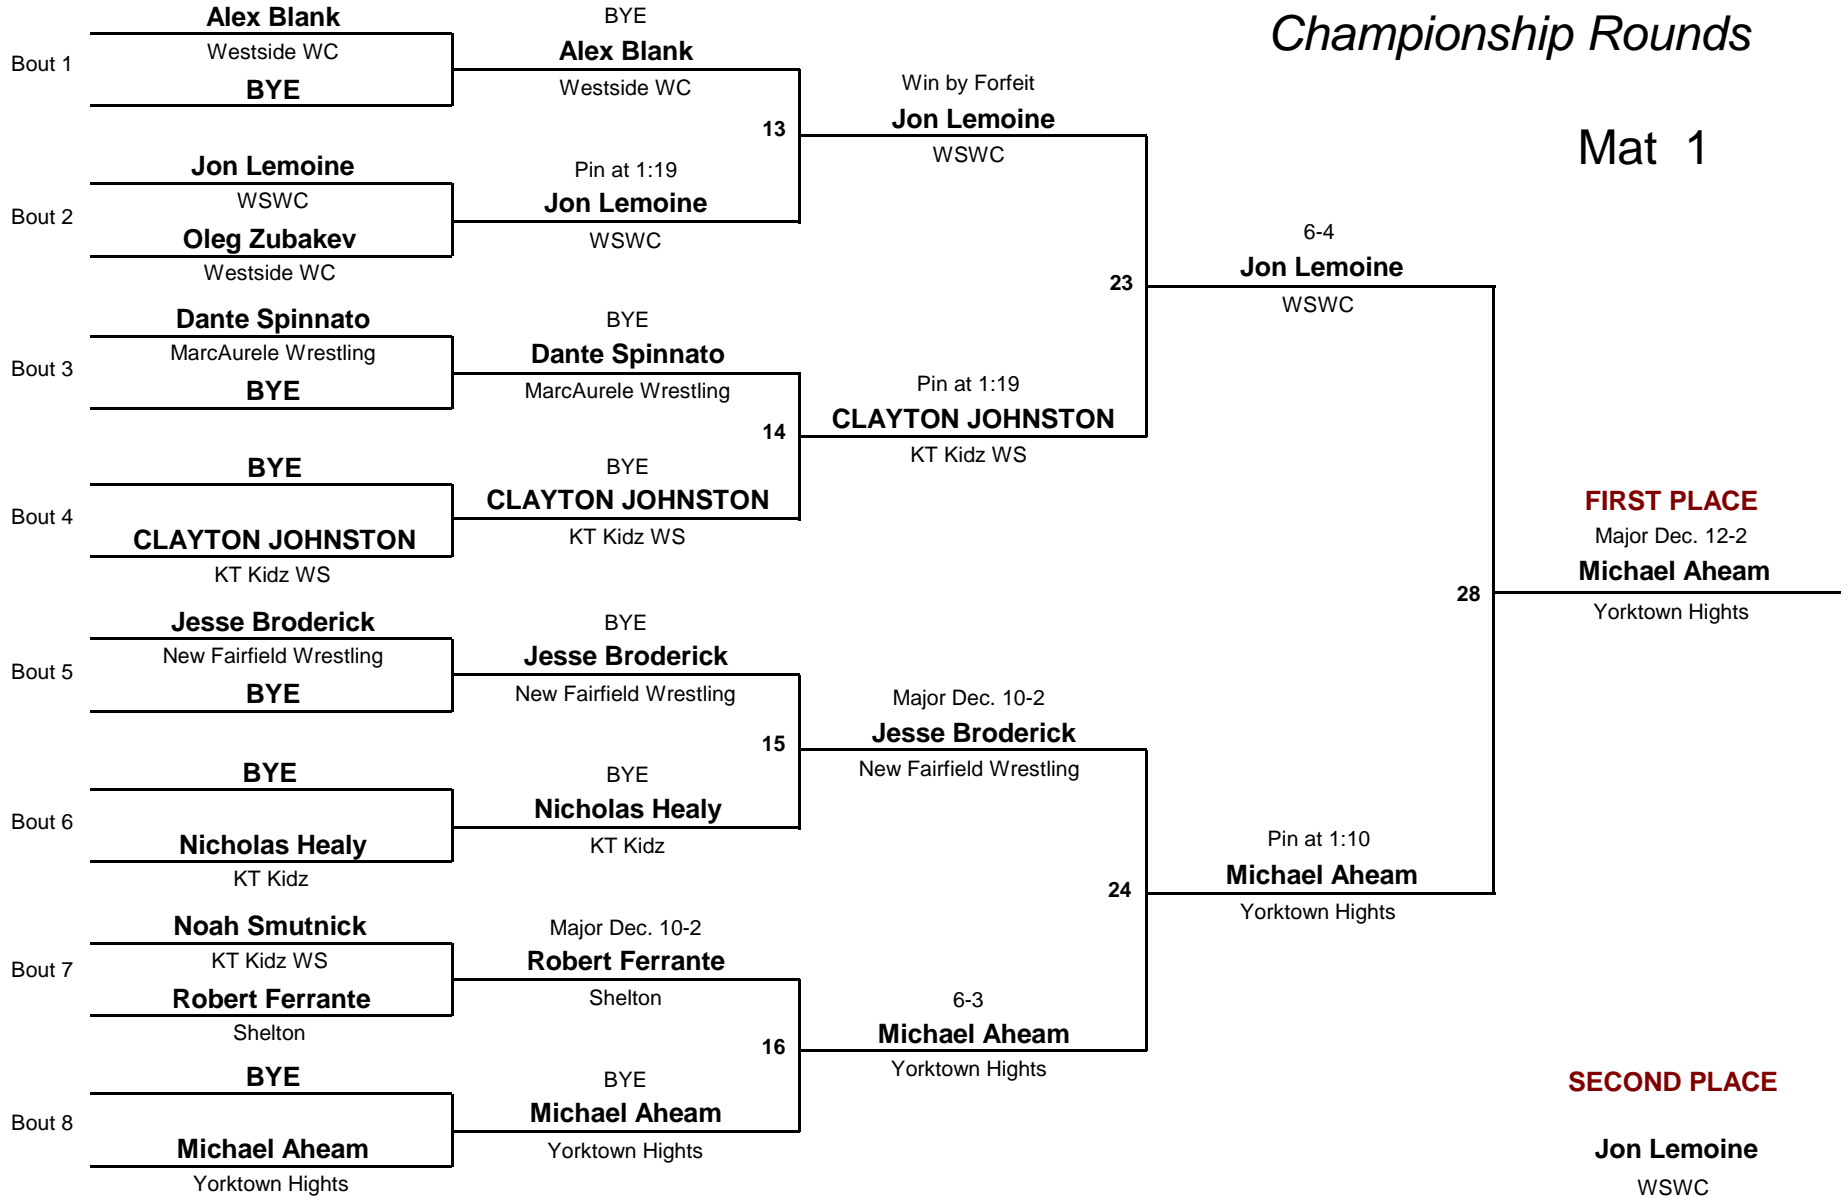 Championship Rounds
Mat 1
Bout 1
Alex Blank
Westside WC
BYE
Bout 2
Jon Lemoine
WSWC
Oleg Zubakev
Westside WC
Bout 3
Dante Spinnato
MarcAurele Wrestling
BYE
Bout 4
BYE
CLAYTON JOHNSTON
KT Kidz WS
Bout 5
Jesse Broderick
New Fairfield Wrestling
BYE
Bout 6
BYE
Nicholas Healy
KT Kidz
Bout 7
Noah Smutnick
KT Kidz WS
Robert Ferrante
Shelton
Bout 8
BYE
Michael Aheam
Yorktown Hights
BYE
Alex Blank
Westside WC
13
Pin at 1:19
Jon Lemoine
WSWC
BYE
Dante Spinnato
MarcAurele Wrestling
14
BYE
CLAYTON JOHNSTON
KT Kidz WS
BYE
Jesse Broderick
New Fairfield Wrestling
15
BYE
Nicholas Healy
KT Kidz
Major Dec. 10-2
Robert Ferrante
Shelton
16
BYE
Michael Aheam
Yorktown Hights
Win by Forfeit
Jon Lemoine
WSWC
23
Pin at 1:19
CLAYTON JOHNSTON
KT Kidz WS
Major Dec. 10-2
Jesse Broderick
New Fairfield Wrestling
24
6-3
Michael Aheam
Yorktown Hights
6-4
Jon Lemoine
WSWC
28
Pin at 1:10
Michael Aheam
Yorktown Hights
FIRST PLACE
Major Dec. 12-2
Michael Aheam
Yorktown Hights
SECOND PLACE
Jon Lemoine
WSWC